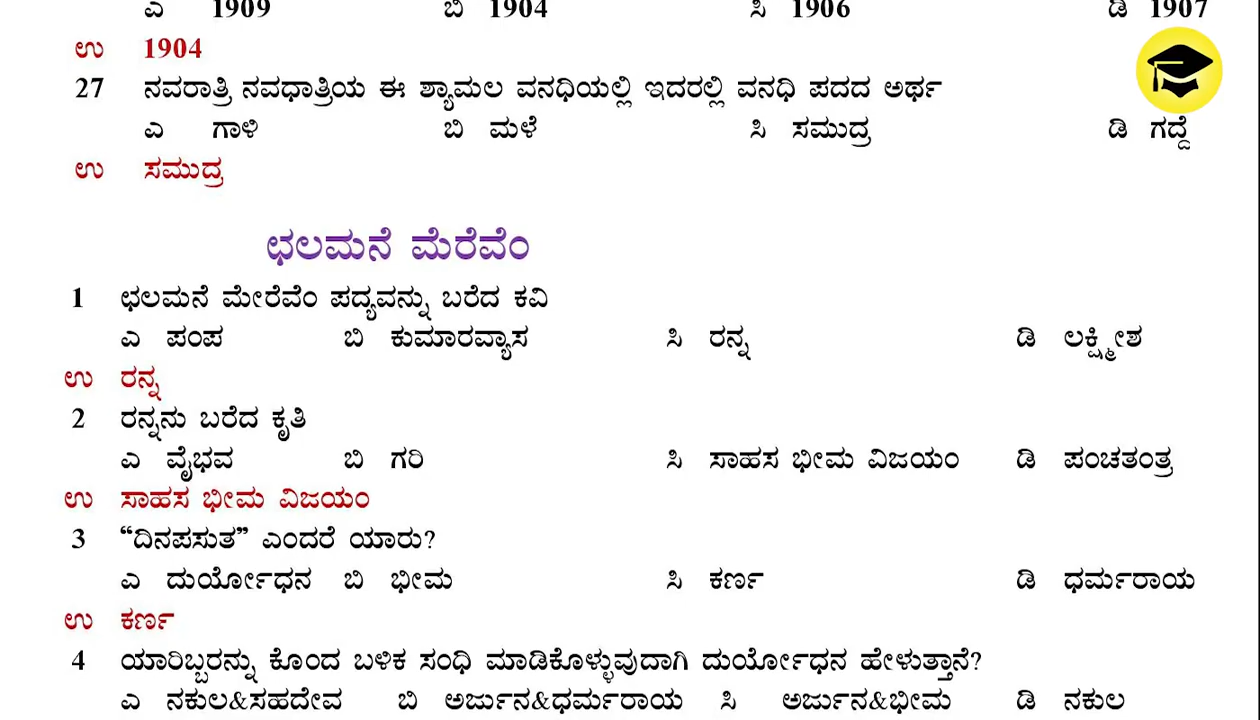 ಎ 1909 ಬಿ 1904 ಸಿ 1906 ಡಿ 1907
ಉ 1904
27 ನವರಾತ್ರಿ ನವಧಾತ್ರಿಯ ಈ ಶ್ಯಾಮಲ ವನಧಿಯಲ್ಲಿ ಇದರಲ್ಲಿ ವನಧಿ ಪದದ ಅರ್ಥ
ಎ ಗಾಳಿ ಬಿ ಮಳೆ ಸಿ ಸಮುದ್ರ ಡಿ ಗದ್ದೆ
ಉ ಸಮುದ್ರ
ಛಲಮನೆ ಮೆರೆವೆಂ
1 ಛಲಮನೆ ಮೇರೆವೆಂ ಪದ್ಯವನ್ನು ಬರೆದ ಕವಿ
ಎ ಪಂಪ ಬಿ ಕುಮಾರವ್ಯಾಸ ಸಿ ರನ್ನ ಡಿ ಲಕ್ಷ್ಮೀಶ
ಉ ರನ್ನ
2 ರನ್ನನು ಬರೆದ ಕೃತಿ
ಎ ವೈಭವ ಬಿ ಗರಿ ಸಿ ಸಾಹಸ ಭೀಮ ವಿಜಯಂ ಡಿ ಪಂಚತಂತ್ರ
ಉ ಸಾಹಸ ಭೀಮ ವಿಜಯಂ
3 “ದಿನಪಸುತ” ಎಂದರೆ ಯಾರು?
ಎ ದುರ್ಯೋಧನ ಬಿ ಭೀಮ ಸಿ ಕರ್ಣ ಡಿ ಧರ್ಮರಾಯ
ಉ ಕರ್ಣ
4 ಯಾರಿಬ್ಬರನ್ನು ಕೊಂದ ಬಳಿಕ ಸಂಧಿ ಮಾಡಿಕೊಳ್ಳುವುದಾಗಿ ದುರ್ಯೋಧನ ಹೇಳುತ್ತಾನೆ?
ಎ ನಕುಲ&ಸಹದೇವ ಬಿ ಅರ್ಜುನ&ಧರ್ಮರಾಯ ಸಿ ಅರ್ಜುನ&ಭೀಮ ಡಿ ನಕುಲ